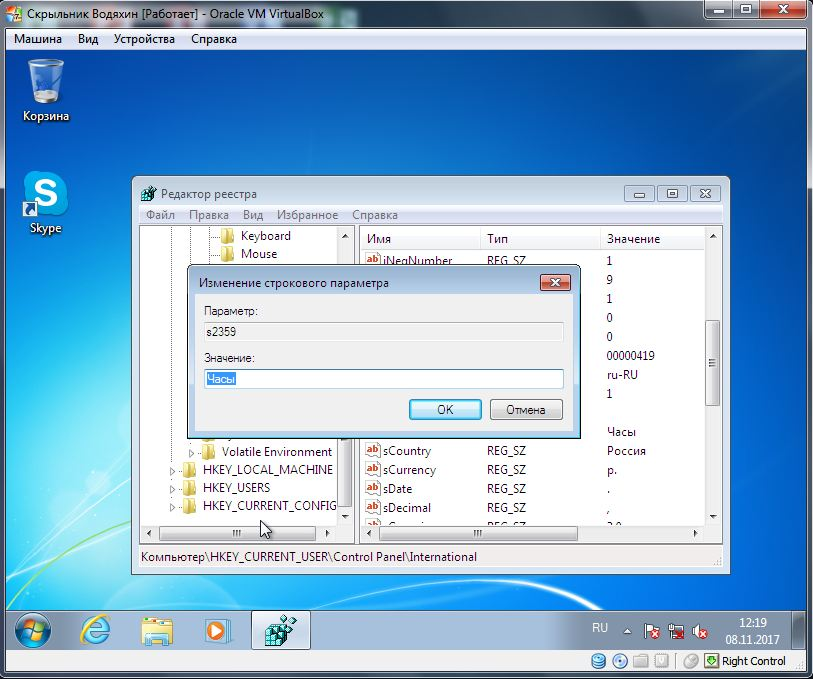 Скрыльник Водяхин [Работает] - Oracle VM VirtualBox
Машина Вид Устройства Справка
Корзина
Skype
Редактор реестра
Файл Правка Вид Избранное Справка
Keyboard
Mouse
Имя Тип Значение
iNegNumber REG_SZ 1
9
1
0
0
00000419
ru-RU
1
Часы
Изменение строкового параметра
Параметр:
s2359
Значение:
Часы
OK Отмена
Volatile Environment
HKEY_LOCAL_MACHINE
HKEY_USERS
HKEY_CURRENT_CONFIG
sCountry REG_SZ Россия
sCurrency REG_SZ р.
sDate REG_SZ .
sDecimal REG_SZ ,
Компьютер\HKEY_CURRENT_USER\Control Panel\International
RU
12:19
08.11.2017
Right Control